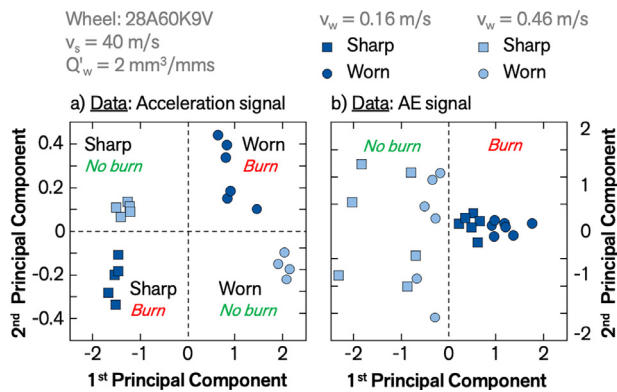 Wheel: 28A60K9V
v_s = 40 m/s
Q'_w = 2 mm³/mms
v_w = 0.16 m/s
Sharp
Worn
v_w = 0.46 m/s
Sharp
Worn
a) Data: Acceleration signal
b) Data: AE signal
2nd Principal Component
0.4
0.2
0
-0.2
-0.4
Sharp
No burn
Worn
Burn
Sharp
Burn
Worn
No burn
-2
-1
0
1
2
1st Principal Component
No burn
Burn
2
1
0
-1
-2
2nd Principal Component
-2
-1
0
1
2
1st Principal Component